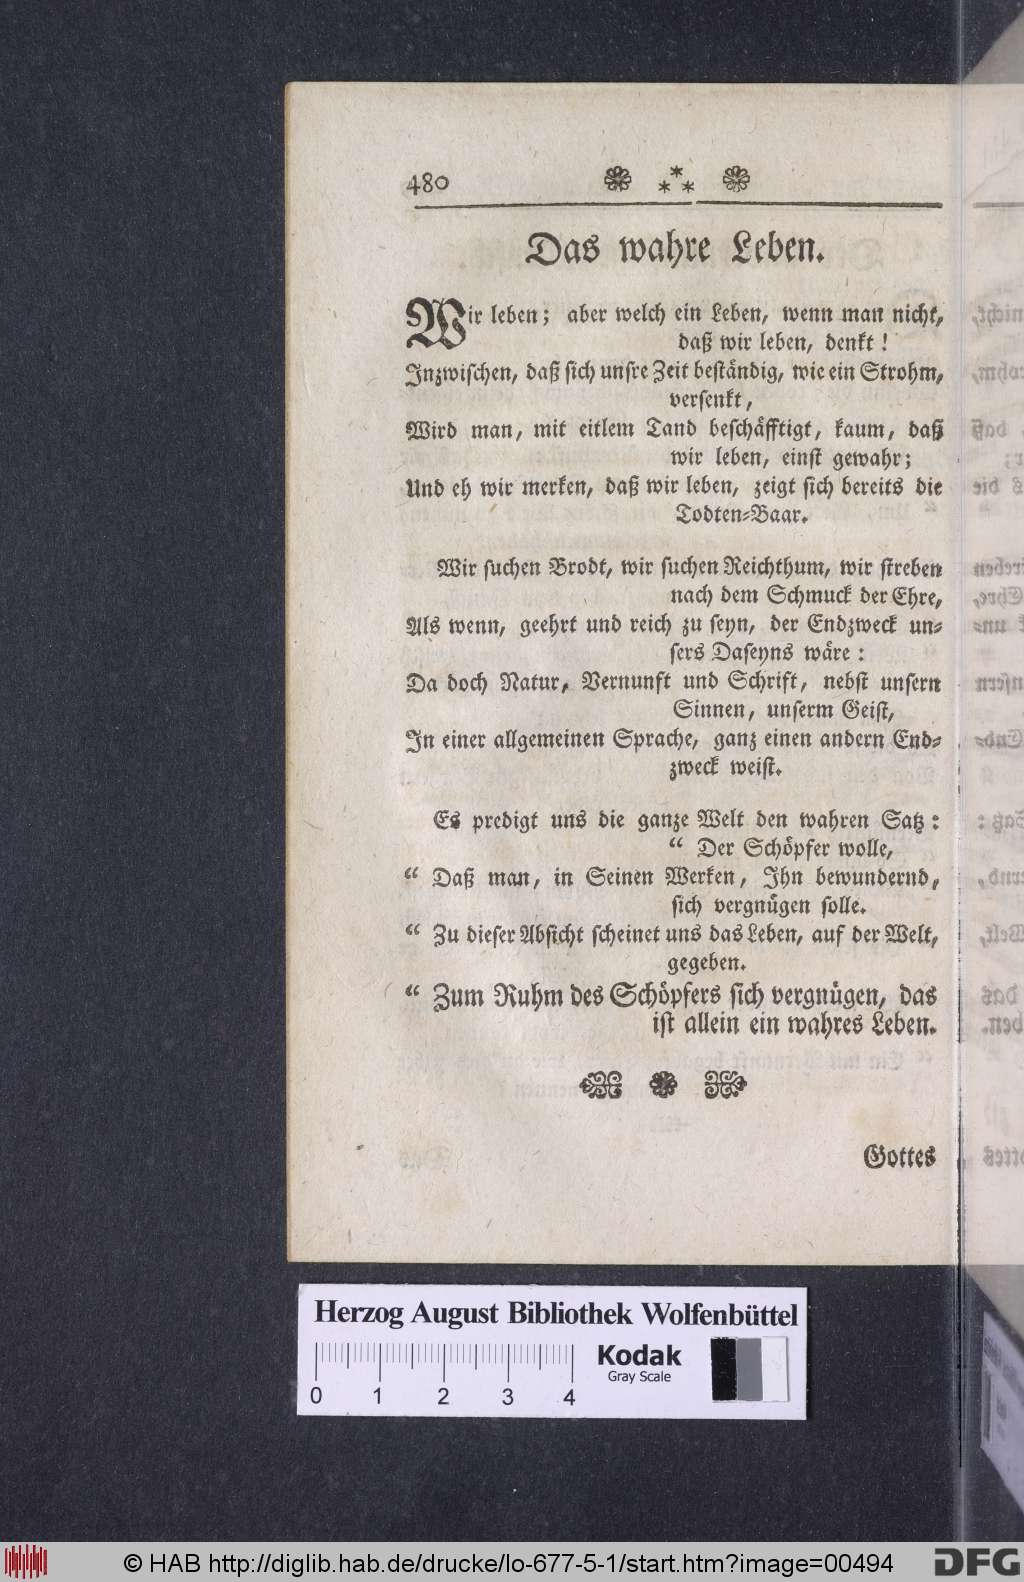 480
Das wahre Leben.
Wir leben; aber welch ein Leben, wenn man nicht,
daß wir leben, denkt!
Inzwischen, daß sich unsre Zeit beständig, wie ein Strohm,
versenkt,
Wird man, mit eitlem Tand beschäfftigt, kaum, daß
wir leben, einst gewahr;
Und eh wir merken, daß wir leben, zeigt sich bereits die
Todten-Baar.
Wir suchen Brodt, wir suchen Reichthum, wir streben
nach dem Schmuck der Ehre,
Als wenn, geehrt und reich zu seyn, der Endzweck un-
sers Daseyns wäre:
Da doch Natur, Vernunft und Schrift, nebst unsern
Sinnen, unserm Geist,
In einer allgemeinen Sprache, ganz einen andern End-
zweck weist.
Es predigt uns die ganze Welt den wahren Satz:
“ Der Schöpfer wolle,
“ Daß man, in Seinen Werken, Ihn bewundernd,
sich vergnügen solle.
“ Zu dieser Absicht scheinet uns das Leben, auf der Welt,
gegeben.
“ Zum Ruhm des Schöpfers sich vergnügen, das
ist allein ein wahres Leben.
Gottes
Herzog August Bibliothek Wolfenbüttel
Kodak
Gray Scale
0 1 2 3 4
© HAB http://diglib.hab.de/drucke/lo-677-5-1/start.htm?image=00494
DFG